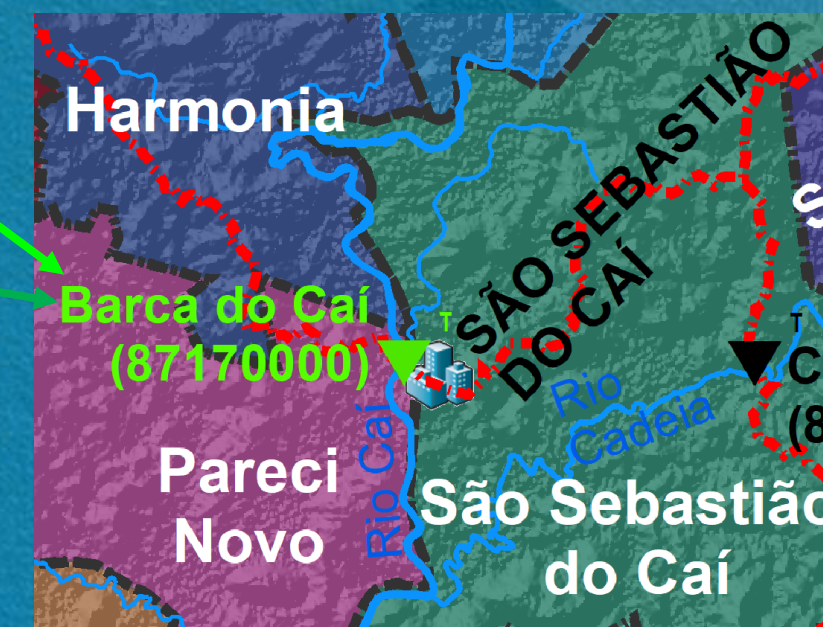 Harmonia
SÃO SEBASTIÃO
DO CAÍ
S
Barca do Caí
(87170000)
T
T
C
(8
Rio
Cadeia
Rio Caí
Pareci
Novo
São Sebastião
do Caí